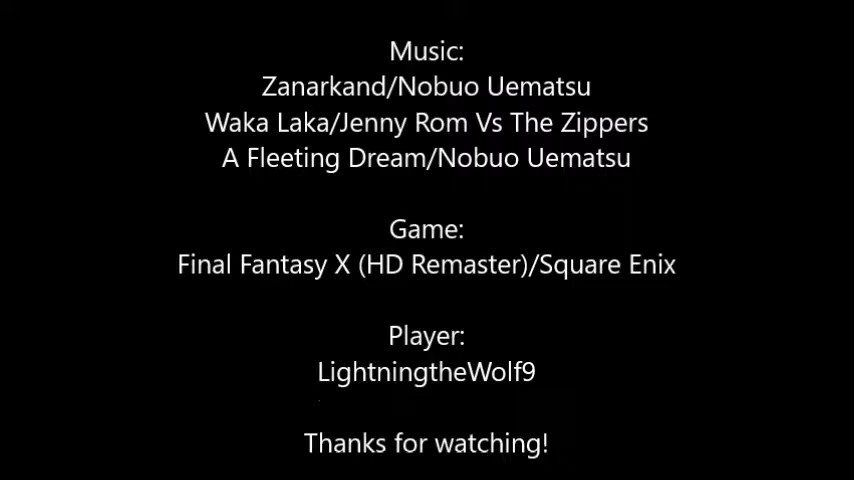 Music:
Zanarkand/Nobuo Uematsu
Waka Laka/Jenny Rom Vs The Zippers
A Fleeting Dream/Nobuo Uematsu
Game:
Final Fantasy X (HD Remaster)/Square Enix
Player:
LightningtheWolf9
Thanks for watching!